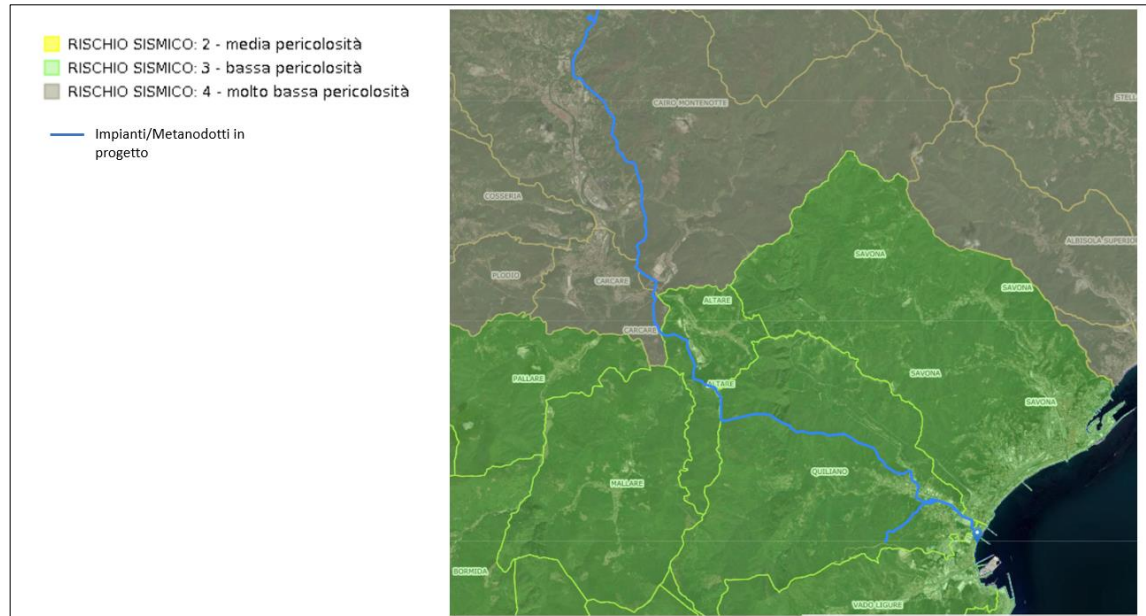 RISCHIO SISMICO: 2 - media pericolosità
RISCHIO SISMICO: 3 - bassa pericolosità
RISCHIO SISMICO: 4 - molto bassa pericolosità
Impianti/Metanodotti in
progetto
CAIRO MONTENOTTE
STELL
COSSERIA
ALBISOLA SUPERIOR
SAVONA
PLODIO
CARCARE
SAVONA
ALTARE
CARCARE
SAVONA
PALLARE
ALTARE
SAVONA
QUILIANO
MALLARE
BORMIDA
VADO LIGURE